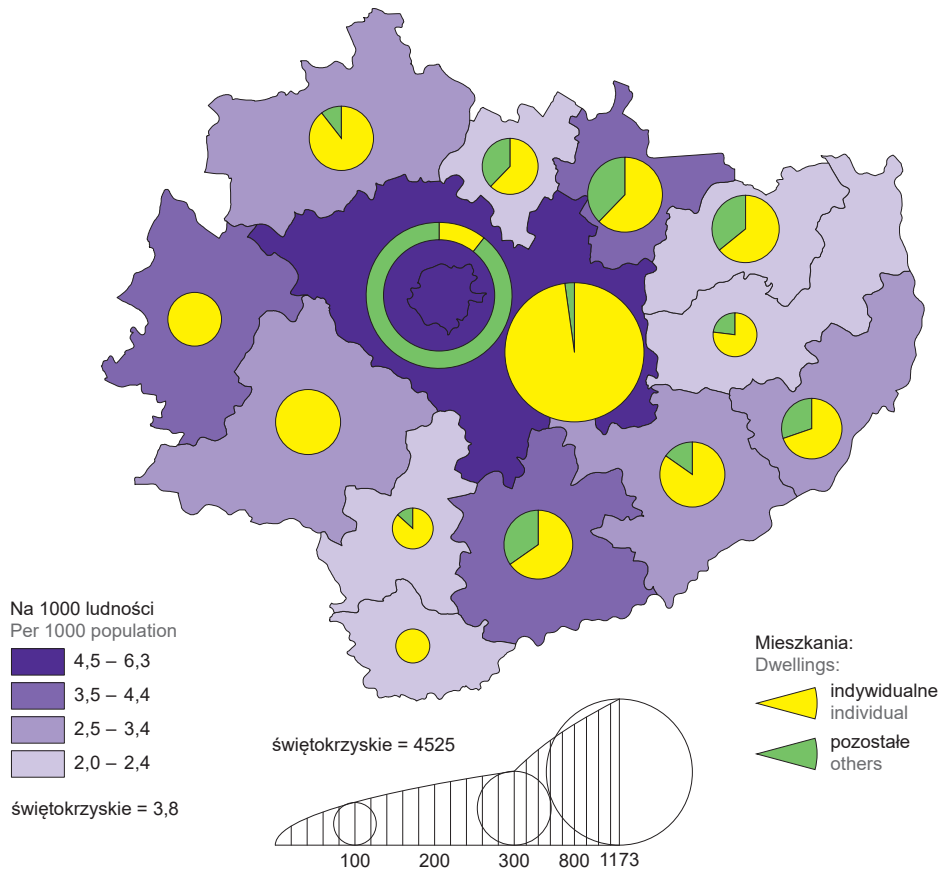 Na 1000 ludności
Per 1000 population
4,5 – 6,3
3,5 – 4,4
2,5 – 3,4
2,0 – 2,4
świętokrzyskie = 3,8
świętokrzyskie = 4525
100 200 300 800 1173
Mieszkania:
Dwellings:
indywidualne
individual
pozostałe
others